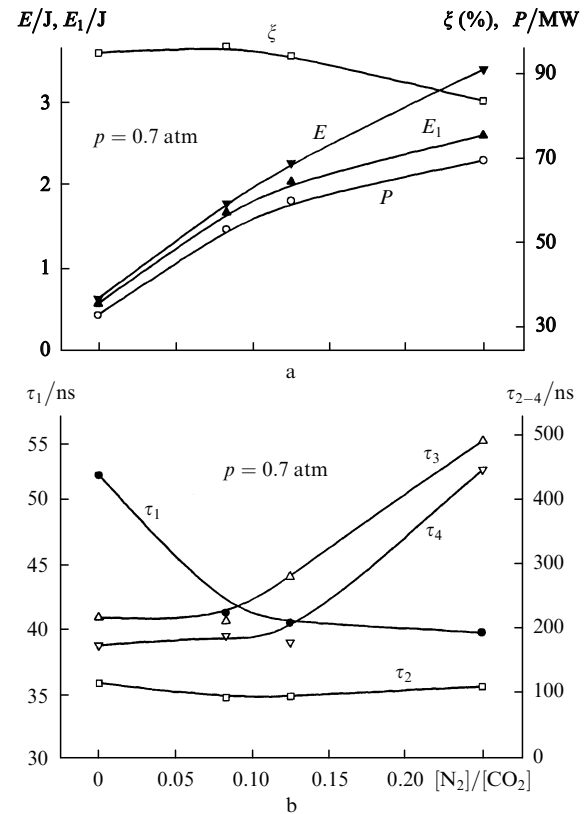 E/J, E₁/J
ξ (%), P/MW
ξ
3
90
p = 0.7 atm
E
E₁
2
70
P
1
50
30
0
a
τ₁/ns
τ₂₋₄/ns
55
500
p = 0.7 atm
τ₃
50
τ₁
400
τ₄
45
300
40
200
35
τ₂
100
30
0
0
0.05
0.10
0.15
0.20
[N₂]/[CO₂]
b